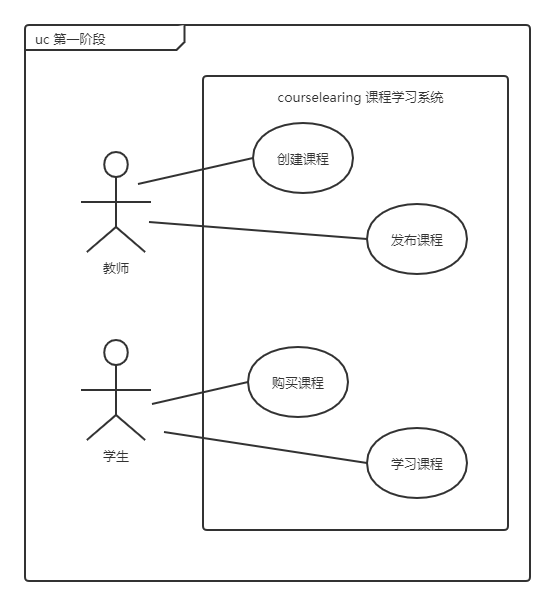 uc 第一阶段
courselearing 课程学习系统
创建课程
发布课程
教师
购买课程
学生
学习课程